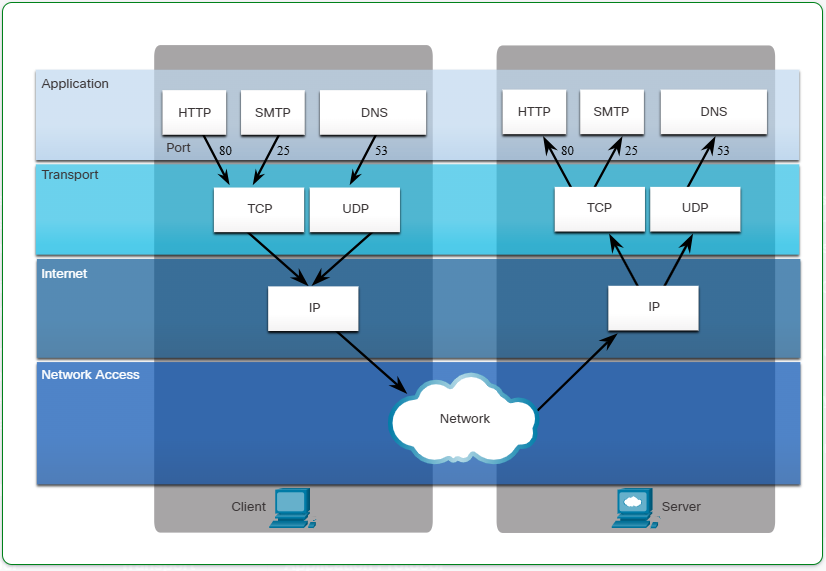 Application
HTTP SMTP DNS HTTP SMTP DNS
Port 80 25 53 80 25 53
Transport
TCP UDP TCP UDP
Internet
IP IP
Network Access
Network
Client Server